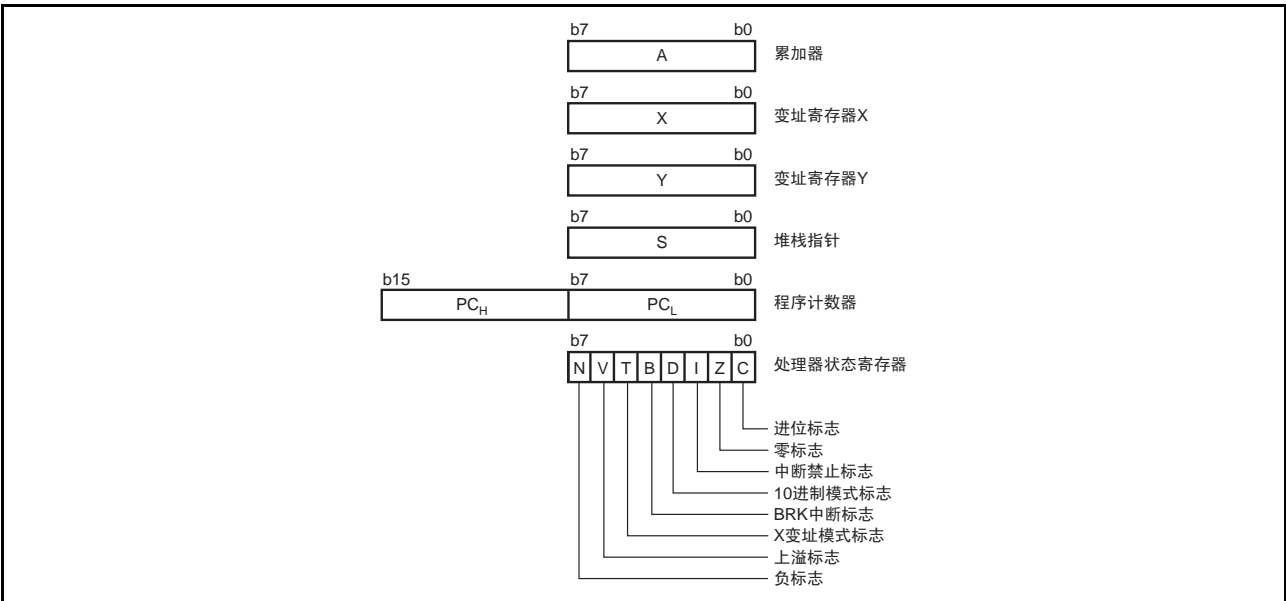 b7 b0
A 累加器
b7 b0
X 变址寄存器X
b7 b0
Y 变址寄存器Y
b7 b0
S 堆栈指针
b15 b7 b0
PCH PCL 程序计数器
b7 b0
N V T B D I Z C 处理器状态寄存器
进位标志
零标志
中断禁止标志
10进制模式标志
BRK中断标志
X变址模式标志
上溢标志
负标志